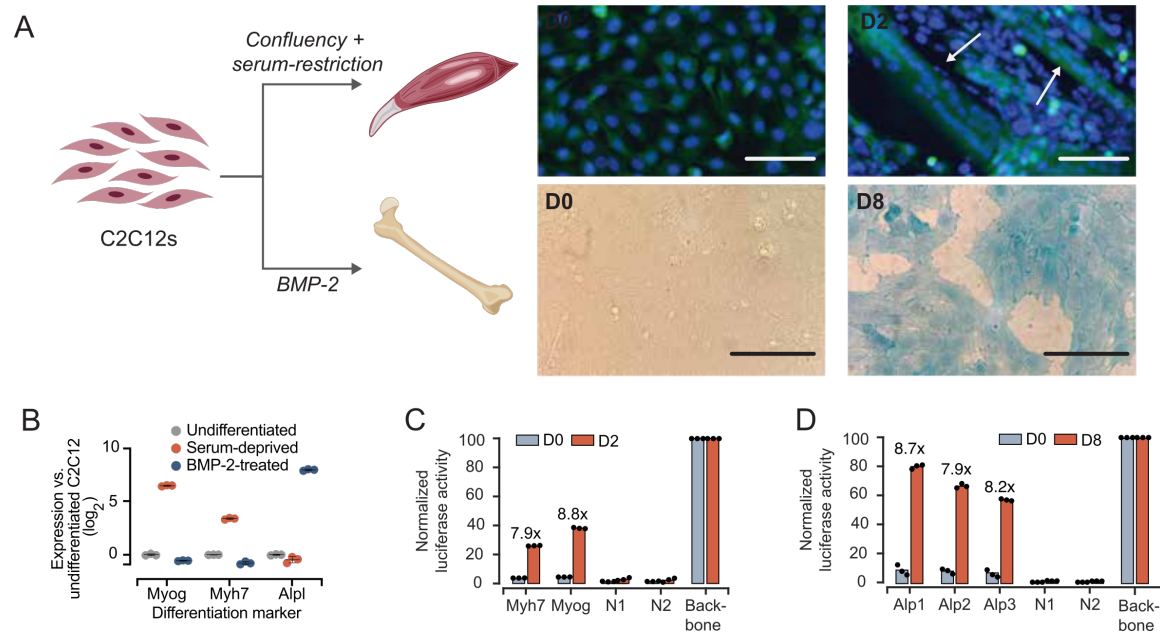 A
Confluency +
serum-restriction
C2C12s
BMP-2
D0
D2
D0
D8
B
Undifferentiated
Serum-deprived
BMP-2-treated
Expression vs.
undifferentiated C2C12
(log2)
10
5
0
Myog Myh7 Alpl
Differentiation marker
C
D0 D2
Normalized
luciferase activity
100
80
60
40
20
0
7.9x
8.8x
Myh7 Myog N1 N2 Back-
bone
D
D0 D8
Normalized
luciferase activity
100
80
60
40
20
0
8.7x
7.9x
8.2x
Alp1 Alp2 Alp3 N1 N2 Back-
bone